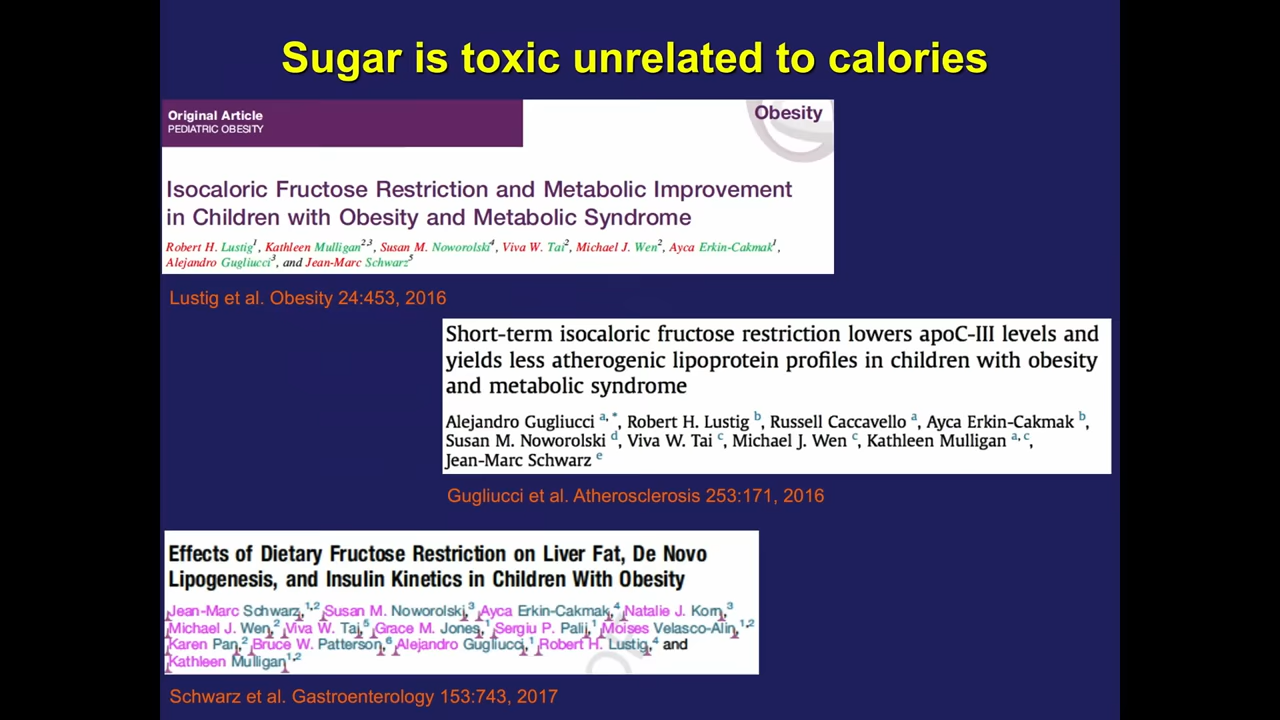 Sugar is toxic unrelated to calories
Original Article
PEDIATRIC OBESITY
Obesity
Isocaloric Fructose Restriction and Metabolic Improvement
in Children with Obesity and Metabolic Syndrome
Robert H. Lustig1, Kathleen Mulligan2,3, Susan M. Noworolski4, Viva W. Tai2, Michael J. Wen2, Ayca Erkin-Cakmak1,
Alejandro Gugliucci3, and Jean-Marc Schwarz5
Lustig et al. Obesity 24:453, 2016
Short-term isocaloric fructose restriction lowers apoC-III levels and
yields less atherogenic lipoprotein profiles in children with obesity
and metabolic syndrome
Alejandro Gugliucci a, *, Robert H. Lustig b, Russell Caccavello a, Ayca Erkin-Cakmak b,
Susan M. Noworolski d, Viva W. Tai c, Michael J. Wen c, Kathleen Mulligan a, c,
Jean-Marc Schwarz e
Gugliucci et al. Atherosclerosis 253:171, 2016
Effects of Dietary Fructose Restriction on Liver Fat, De Novo
Lipogenesis, and Insulin Kinetics in Children With Obesity
Jean-Marc Schwarz,1,2 Susan M. Noworolski,3 Ayca Erkin-Cakmak,4 Natalie J. Korn,3
Michael J. Wen,2 Viva W. Tai,5 Grace M. Jones,1 Sergiu P. Palii,1 Moises Velasco-Alin,1,2
Karen Pan,2 Bruce W. Patterson,6 Alejandro Gugliucci,1 Robert H. Lustig,4 and
Kathleen Mulligan1,2
Schwarz et al. Gastroenterology 153:743, 2017